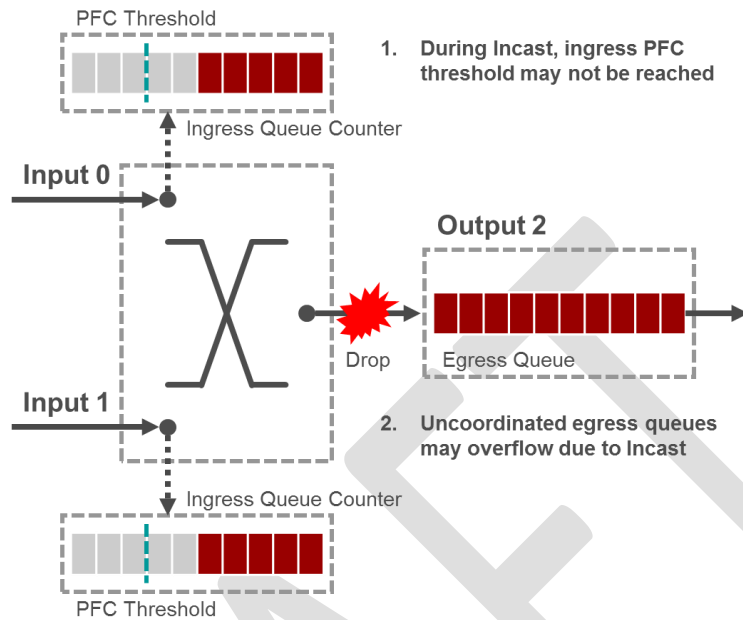 PFC Threshold
1. During Incast, ingress PFC
threshold may not be reached
Ingress Queue Counter
Input 0
Output 2
Drop
Egress Queue
Input 1
2. Uncoordinated egress queues
may overflow due to Incast
Ingress Queue Counter
PFC Threshold